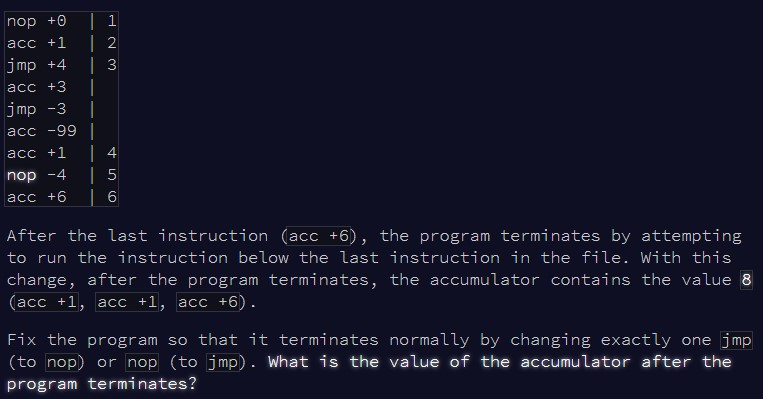 nop +0  | 1
acc +1  | 2
jmp +4  | 3
acc +3  |
jmp -3  |
acc -99 |
acc +1  | 4
nop -4  | 5
acc +6  | 6
After the last instruction (acc +6), the program terminates by attempting
to run the instruction below the last instruction in the file. With this
change, after the program terminates, the accumulator contains the value 8
(acc +1, acc +1, acc +6).
Fix the program so that it terminates normally by changing exactly one jmp
(to nop) or nop (to jmp). What is the value of the accumulator after the
program terminates?